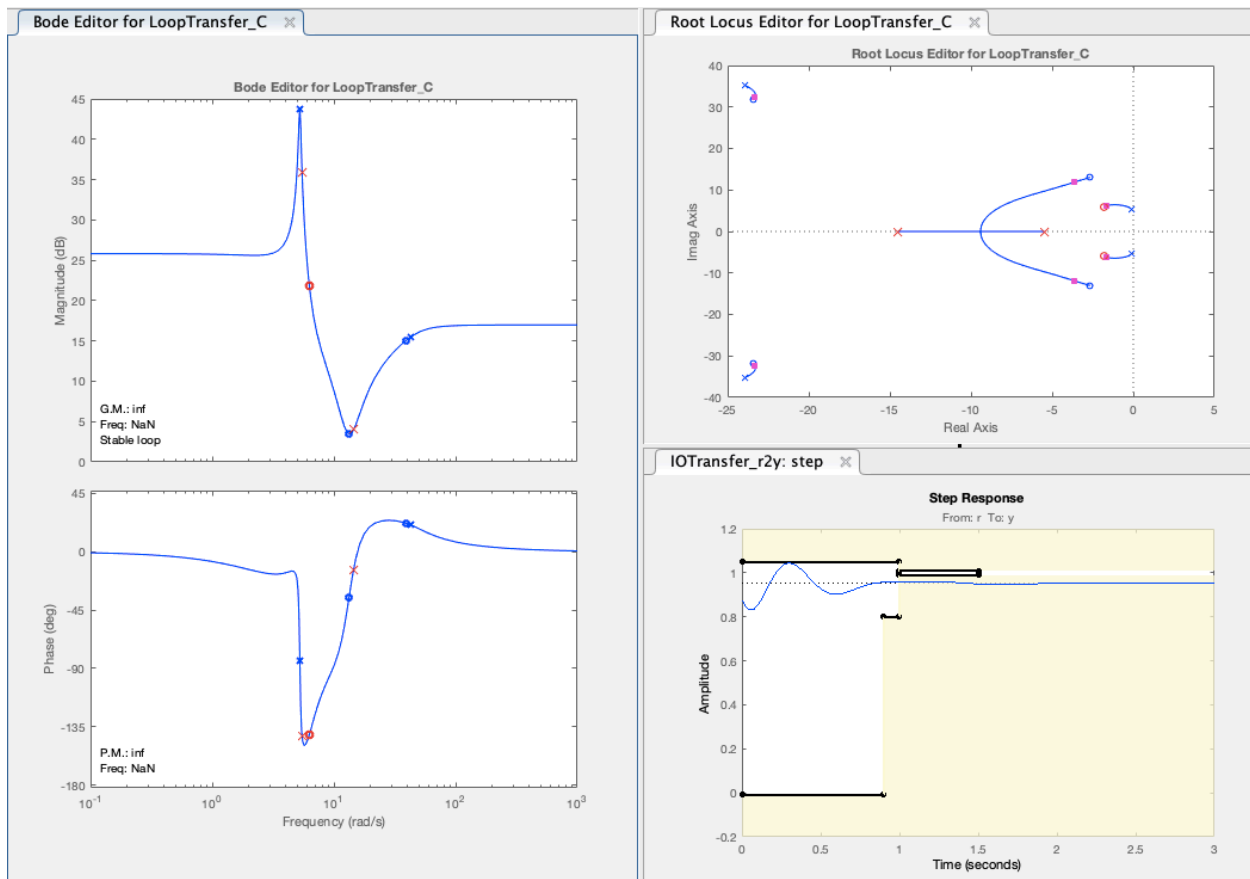 Bode Editor for LoopTransfer_C
Bode Editor for LoopTransfer_C
45
40
35
30
25
20
15
10
5
0
Magnitude (dB)
G.M.: inf
Freq: NaN
Stable loop
45
0
-45
-90
-135
-180
Phase (deg)
P.M.: inf
Freq: NaN
10^-1
10^0
10^1
10^2
10^3
Frequency (rad/s)
Root Locus Editor for LoopTransfer_C
Root Locus Editor for LoopTransfer_C
40
30
20
10
0
-10
-20
-30
-40
Imag Axis
-25
-20
-15
-10
-5
0
5
Real Axis
IOTransfer_r2y: step
Step Response
From: r To: y
1.2
1
0.8
0.6
0.4
0.2
0
-0.2
Amplitude
0
0.5
1
1.5
2
2.5
3
Time (seconds)